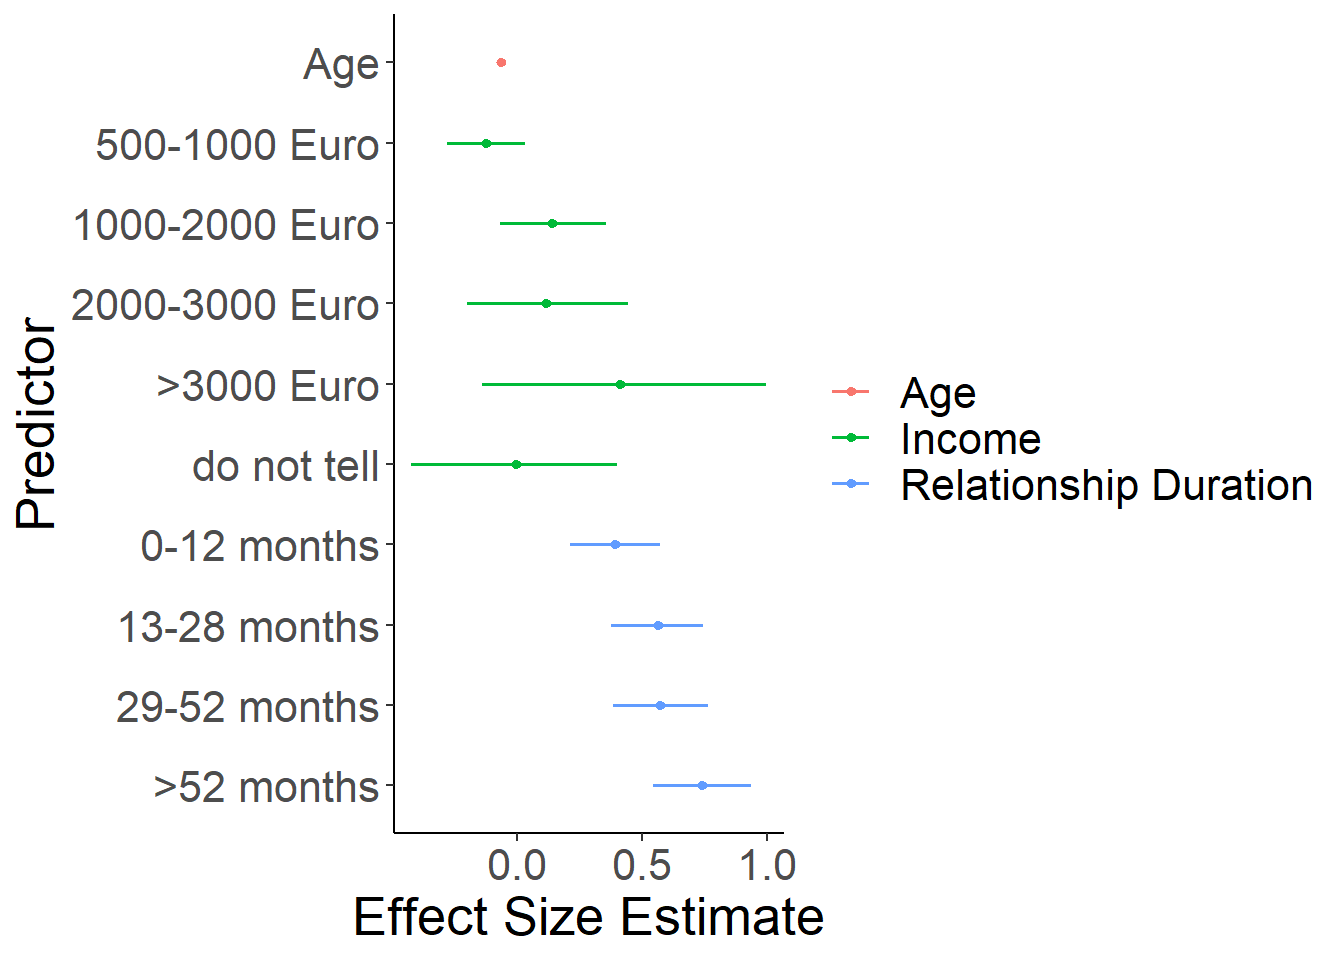 Predictor
Age
500-1000 Euro
1000-2000 Euro
2000-3000 Euro
>3000 Euro
do not tell
0-12 months
13-28 months
29-52 months
>52 months
0.0 0.5 1.0
Effect Size Estimate
Age
Income
Relationship Duration